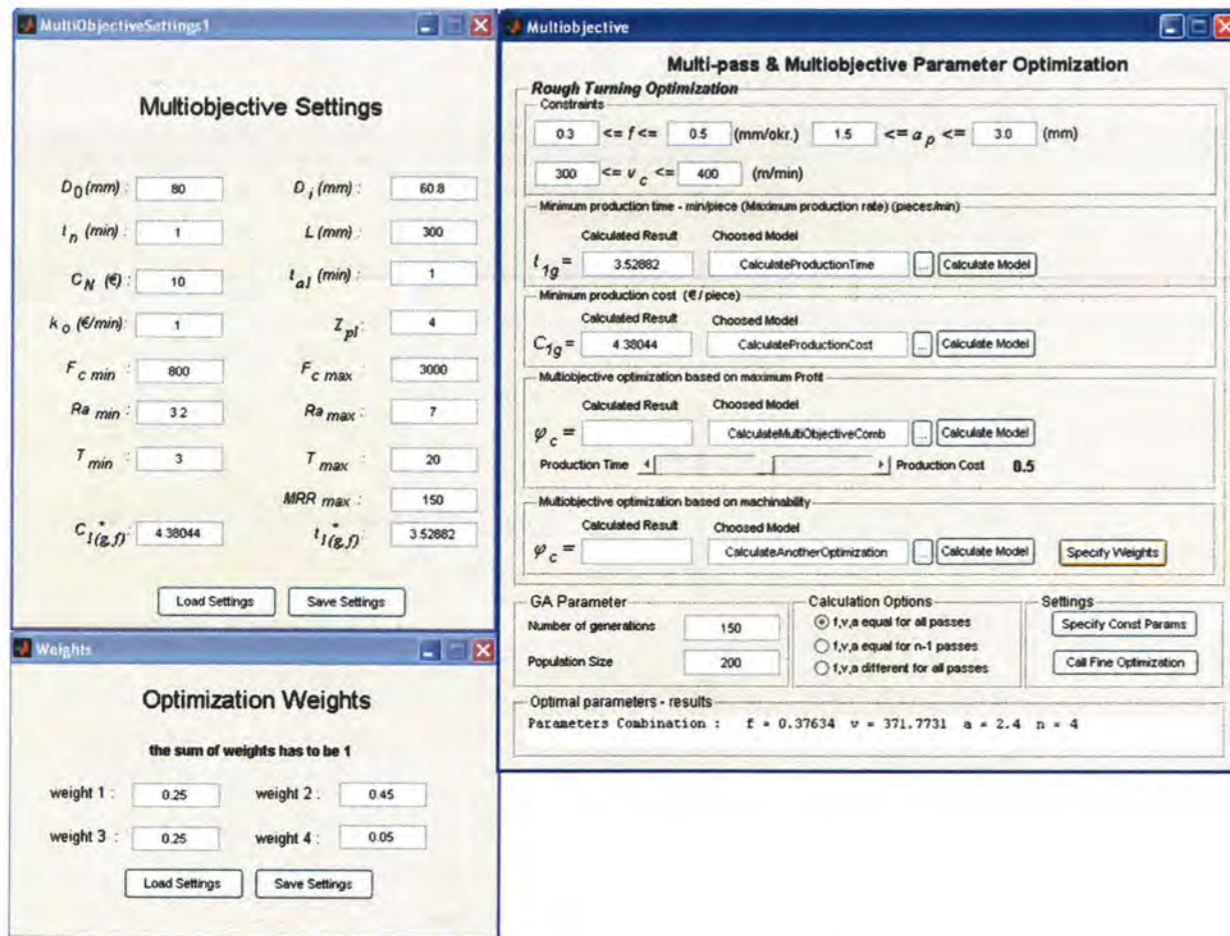 MultiObjectiveSettings1
Multiobjective Settings
D0 (mm) : 80 Di (mm) : 60.8
tn (min) : 1 L (mm) : 300
CN (€) : 10 tal (min) : 1
ko (€/min) : 1 Zpl : 4
Fc min : 800 Fc max : 3000
Ra min : 3.2 Ra max : 7
Tmin : 3 Tmax : 20
MRR max : 150
C*1(g,f) : 4.38044 t*1(g,f) : 3.52882
Load Settings Save Settings
Weights
Optimization Weights
the sum of weights has to be 1
weight 1 : 0.25 weight 2 : 0.45
weight 3 : 0.25 weight 4 : 0.05
Load Settings Save Settings
Multiobjective
Multi-pass & Multiobjective Parameter Optimization
Rough Turning Optimization
Constraints
0.3 <= f <= 0.5 (mm/okr.) 1.5 <= ap <= 3.0 (mm)
300 <= vc <= 400 (m/min)
Minimum production time - min/piece (Maximum production rate) (pieces/min)
Calculated Result Choosed Model
t1g = 3.52882 CalculateProductionTime ... Calculate Model
Minimum production cost (€/ piece)
Calculated Result Choosed Model
C1g = 4.38044 CalculateProductionCost ... Calculate Model
Multiobjective optimization based on maximum Profit
Calculated Result Choosed Model
φc = CalculateMultiObjectiveComb ... Calculate Model
Production Time Production Cost 0.5
Multiobjective optimization based on machinability
Calculated Result Choosed Model
φc = CalculateAnotherOptimization ... Calculate Model Specify Weights
GA Parameter
Number of generations 150
Population Size 200
Calculation Options
f,v,a equal for all passes
f,v,a equal for n-1 passes
f,v,a different for all passes
Settings
Specify Const Params
Call Fine Optimization
Optimal parameters - results
Parameters Combination : f = 0.37634 v = 371.7731 a = 2.4 n = 4